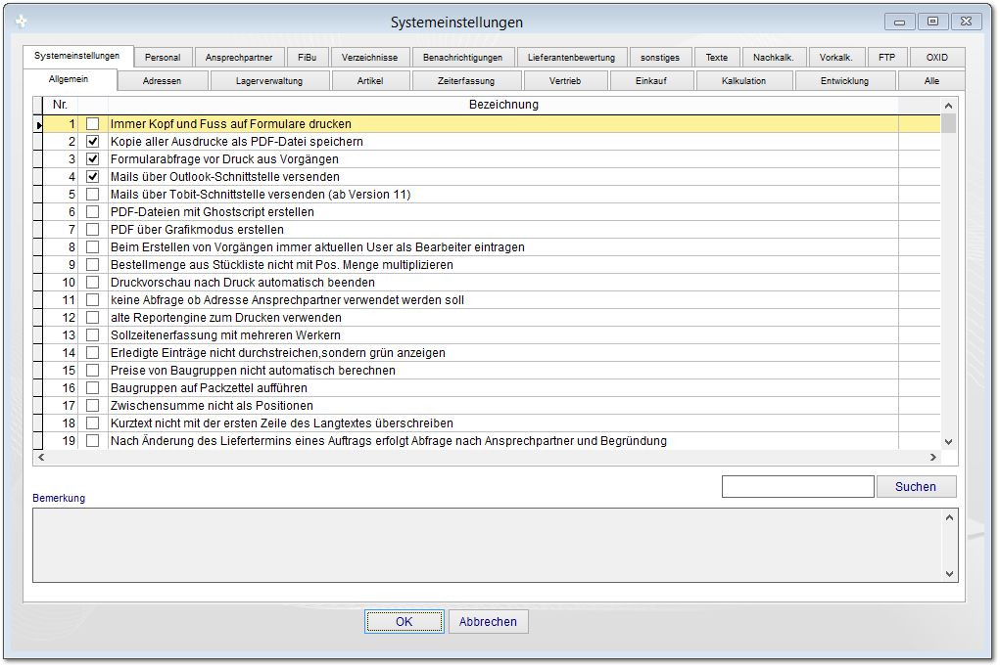 Systemeinstellungen
Systemeinstellungen Personal Ansprechpartner FiBu Verzeichnisse Benachrichtigungen Lieferantenbewertung sonstiges Texte Nachkalk. Vorkalk. FTP OXID
Allgemein Adressen Lagerverwaltung Artikel Zeiterfassung Vertrieb Einkauf Kalkulation Entwicklung Alle
Nr. Bezeichnung
1 Immer Kopf und Fuss auf Formulare drucken
2 Kopie aller Ausdrucke als PDF-Datei speichern
3 Formularabfrage vor Druck aus Vorgängen
4 Mails über Outlook-Schnittstelle versenden
5 Mails über Tobit-Schnittstelle versenden (ab Version 11)
6 PDF-Dateien mit Ghostscript erstellen
7 PDF über Grafikmodus erstellen
8 Beim Erstellen von Vorgängen immer aktuellen User als Bearbeiter eintragen
9 Bestellmenge aus Stückliste nicht mit Pos. Menge multiplizieren
10 Druckvorschau nach Druck automatisch beenden
11 keine Abfrage ob Adresse Ansprechpartner verwendet werden soll
12 alte Reportengine zum Drucken verwenden
13 Sollzeitenerfassung mit mehreren Werkern
14 Erledigte Einträge nicht durchstreichen,sondern grün anzeigen
15 Preise von Baugruppen nicht automatisch berechnen
16 Baugruppen auf Packzettel aufführen
17 Zwischensumme nicht als Positionen
18 Kurztext nicht mit der ersten Zeile des Langtextes überschreiben
19 Nach Änderung des Liefertermins eines Auftrags erfolgt Abfrage nach Ansprechpartner und Begründung
Suchen
Bemerkung
OK Abbrechen